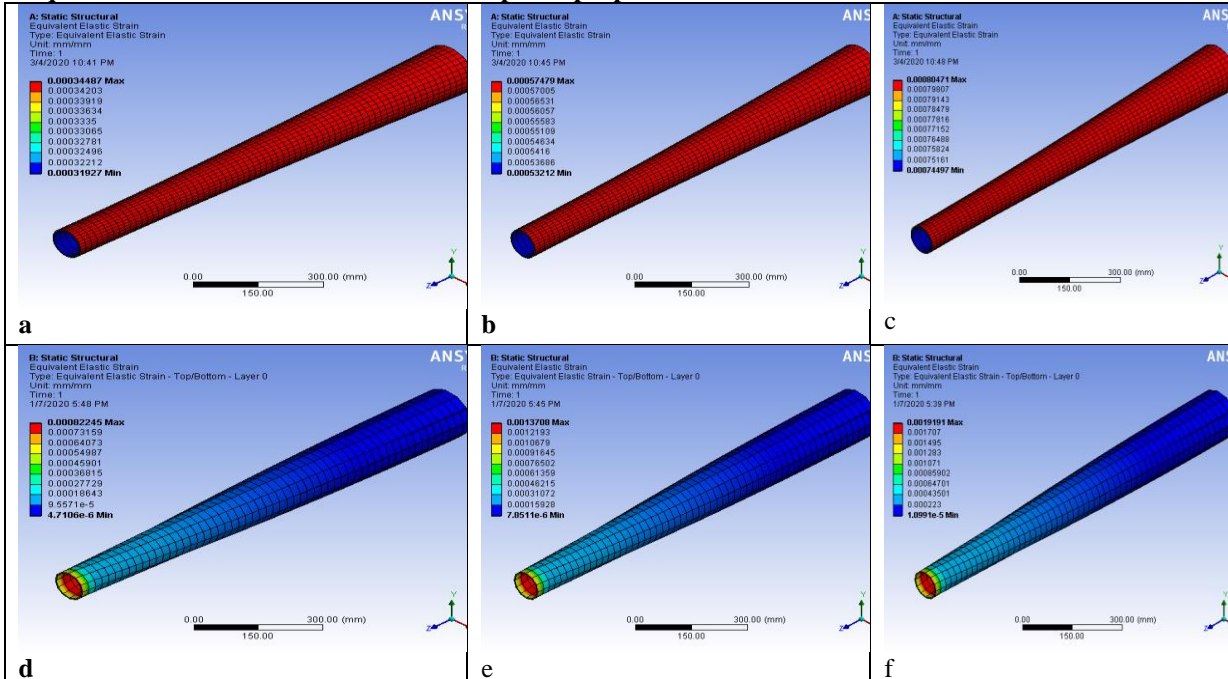 A: Static Structural
Equivalent Elastic Strain
Type: Equivalent Elastic Strain
Unit: mm/mm
Time: 1
3/4/2020 10:41 PM
ANS
0.00034487 Max
0.00034203
0.00033919
0.00033634
0.0003335
0.00033065
0.00032781
0.00032496
0.00032212
0.00031927 Min
0.00
300.00 (mm)
150.00
Y
Z
a
A: Static Structural
Equivalent Elastic Strain
Type: Equivalent Elastic Strain
Unit: mm/mm
Time: 1
3/4/2020 10:45 PM
ANS
0.00057479 Max
0.00057005
0.00056531
0.00056057
0.00055583
0.00055109
0.00054634
0.0005416
0.00053686
0.00053212 Min
0.00
300.00 (mm)
150.00
Y
Z
b
A: Static Structural
Equivalent Elastic Strain
Type: Equivalent Elastic Strain
Unit: mm/mm
Time: 1
3/4/2020 10:48 PM
ANS
0.00080471 Max
0.00079807
0.00079143
0.00078479
0.00077816
0.00077152
0.00076488
0.00075824
0.00075161
0.00074497 Min
0.00
300.00 (mm)
150.00
Y
Z
c
B: Static Structural
Equivalent Elastic Strain
Type: Equivalent Elastic Strain - Top/Bottom - Layer 0
Unit: mm/mm
Time: 1
1/7/2020 5:48 PM
ANS
0.00082245 Max
0.00073159
0.00064073
0.00054987
0.00045901
0.00036815
0.00027729
0.00018643
9.5571e-5
4.7106e-6 Min
0.00
300.00 (mm)
150.00
Y
Z
d
B: Static Structural
Equivalent Elastic Strain
Type: Equivalent Elastic Strain - Top/Bottom - Layer 0
Unit: mm/mm
Time: 1
1/7/2020 5:45 PM
ANS
0.0013708 Max
0.0012193
0.0010679
0.00091645
0.00076502
0.00061359
0.00046215
0.00031072
0.00015928
7.8511e-6 Min
0.00
300.00 (mm)
150.00
Y
Z
e
B: Static Structural
Equivalent Elastic Strain
Type: Equivalent Elastic Strain - Top/Bottom - Layer 0
Unit: mm/mm
Time: 1
1/7/2020 5:39 PM
ANS
0.0019191 Max
0.001707
0.001495
0.001283
0.001071
0.00085902
0.00064701
0.00043501
0.000223
1.0991e-5 Min
0.00
300.00 (mm)
150.00
Y
Z
f